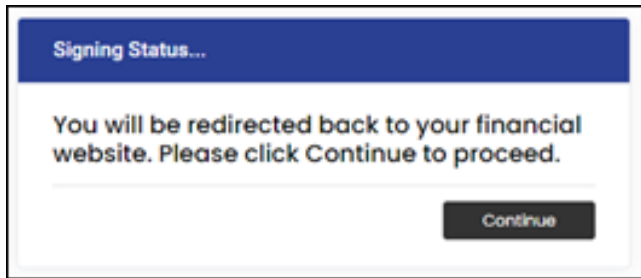 Signing Status...
You will be redirected back to your financial
website. Please click Continue to proceed.
Continue